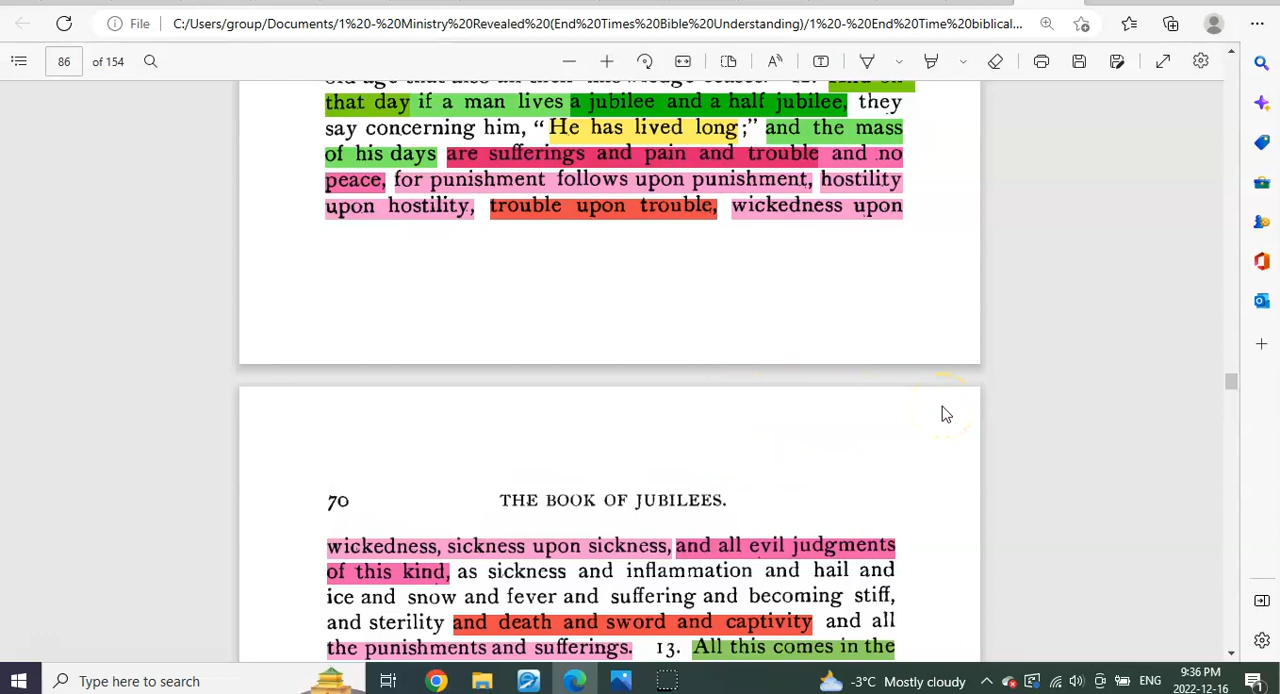 File
C:/Users/group/Documents/1%20-%20Ministry%20Revealed%20(End%20Times%20Bible%20Understanding)/1%20-%20End%20Time%20biblical...
86 of 154
that day if a man lives a jubilee and a half jubilee, they
say concerning him, “He has lived long;” and the mass
of his days are sufferings and pain and trouble and no
peace, for punishment follows upon punishment, hostility
upon hostility, trouble upon trouble, wickedness upon
70 THE BOOK OF JUBILEES.
wickedness, sickness upon sickness, and all evil judgments
of this kind, as sickness and inflammation and hail and
ice and snow and fever and suffering and becoming stiff,
and sterility and death and sword and captivity and all
the punishments and sufferings. 13. All this comes in the
Type here to search
-3°C Mostly cloudy
ENG
9:36 PM
2022-12-16